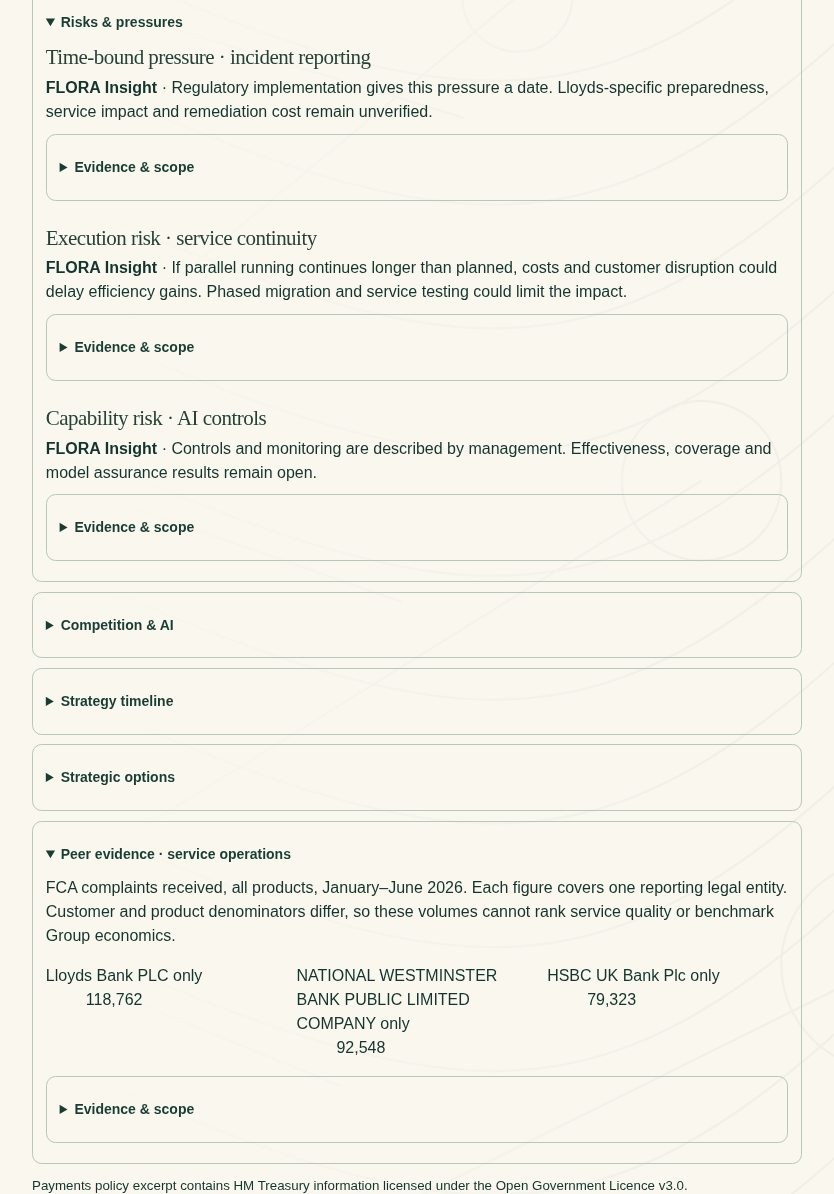 ▼ Risks & pressures
Time-bound pressure · incident reporting
FLORA Insight · Regulatory implementation gives this pressure a date. Lloyds-specific preparedness,
service impact and remediation cost remain unverified.
▶ Evidence & scope
Execution risk · service continuity
FLORA Insight · If parallel running continues longer than planned, costs and customer disruption could
delay efficiency gains. Phased migration and service testing could limit the impact.
▶ Evidence & scope
Capability risk · AI controls
FLORA Insight · Controls and monitoring are described by management. Effectiveness, coverage and
model assurance results remain open.
▶ Evidence & scope
▶ Competition & AI
▶ Strategy timeline
▶ Strategic options
▼ Peer evidence · service operations
FCA complaints received, all products, January–June 2026. Each figure covers one reporting legal entity.
Customer and product denominators differ, so these volumes cannot rank service quality or benchmark
Group economics.
Lloyds Bank PLC only
118,762
NATIONAL WESTMINSTER
BANK PUBLIC LIMITED
COMPANY only
92,548
HSBC UK Bank Plc only
79,323
▶ Evidence & scope
Payments policy excerpt contains HM Treasury information licensed under the Open Government Licence v3.0.